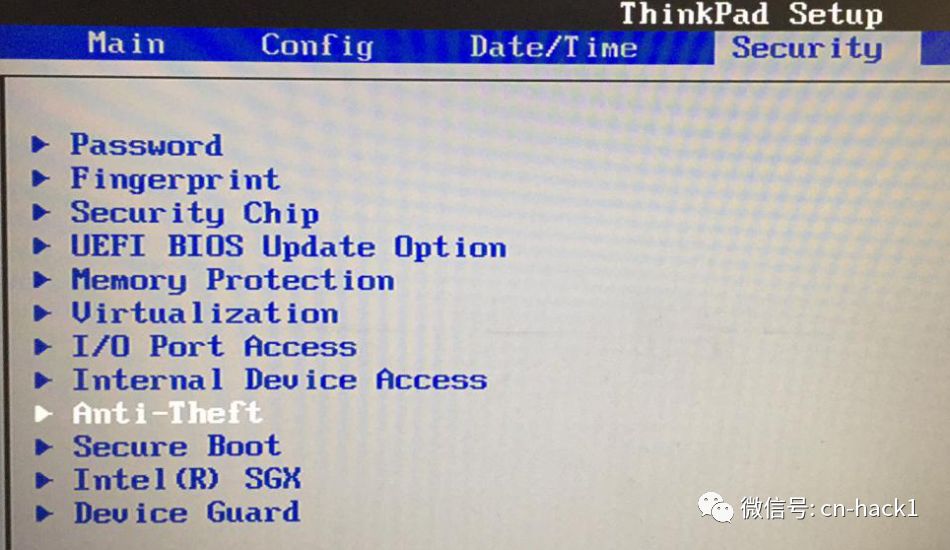 ThinkPad Setup
Main Config Date/Time Security
Password
Fingerprint
Security Chip
UEFI BIOS Update Option
Memory Protection
Virtualization
I/O Port Access
Internal Device Access
Anti-Theft
Secure Boot
Intel(R) SGX
Device Guard
微信号: cn-hack1